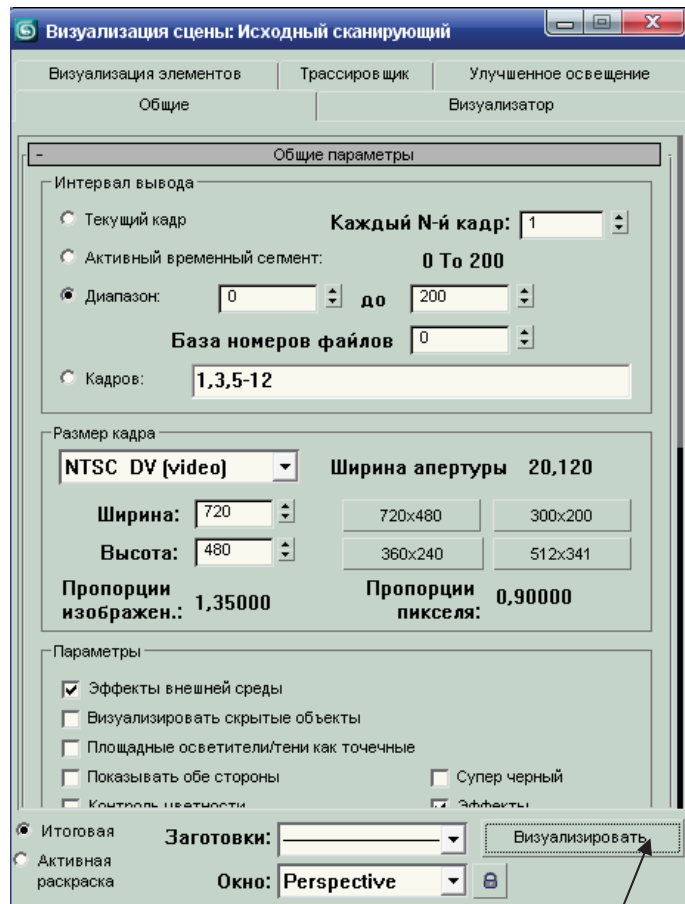 Визуализация сцены: Исходный сканирующий
Визуализация элементов Трассировщик Улучшенное освещение
Общие Визуализатор
- Общие параметры
Интервал вывода
Текущий кадр Каждый N-й кадр: 1
Активный временный сегмент: 0 To 200
Диапазон: 0 до 200
База номеров файлов 0
Кадров: 1,3,5-12
Размер кадра
NTSC DV (video) Ширина апертуры 20,120
Ширина: 720 720x480 300x200
Высота: 480 360x240 512x341
Пропорции изображен.: 1,35000 Пропорции пикселя: 0,90000
Параметры
Эффекты внешней среды
Визуализировать скрытые объекты
Площадные осветители/тени как точечные
Показывать обе стороны Супер черный
Контроль цветности Эффекты
Итоговая Заготовки: Визуализировать
Активная раскраска Окно: Perspective